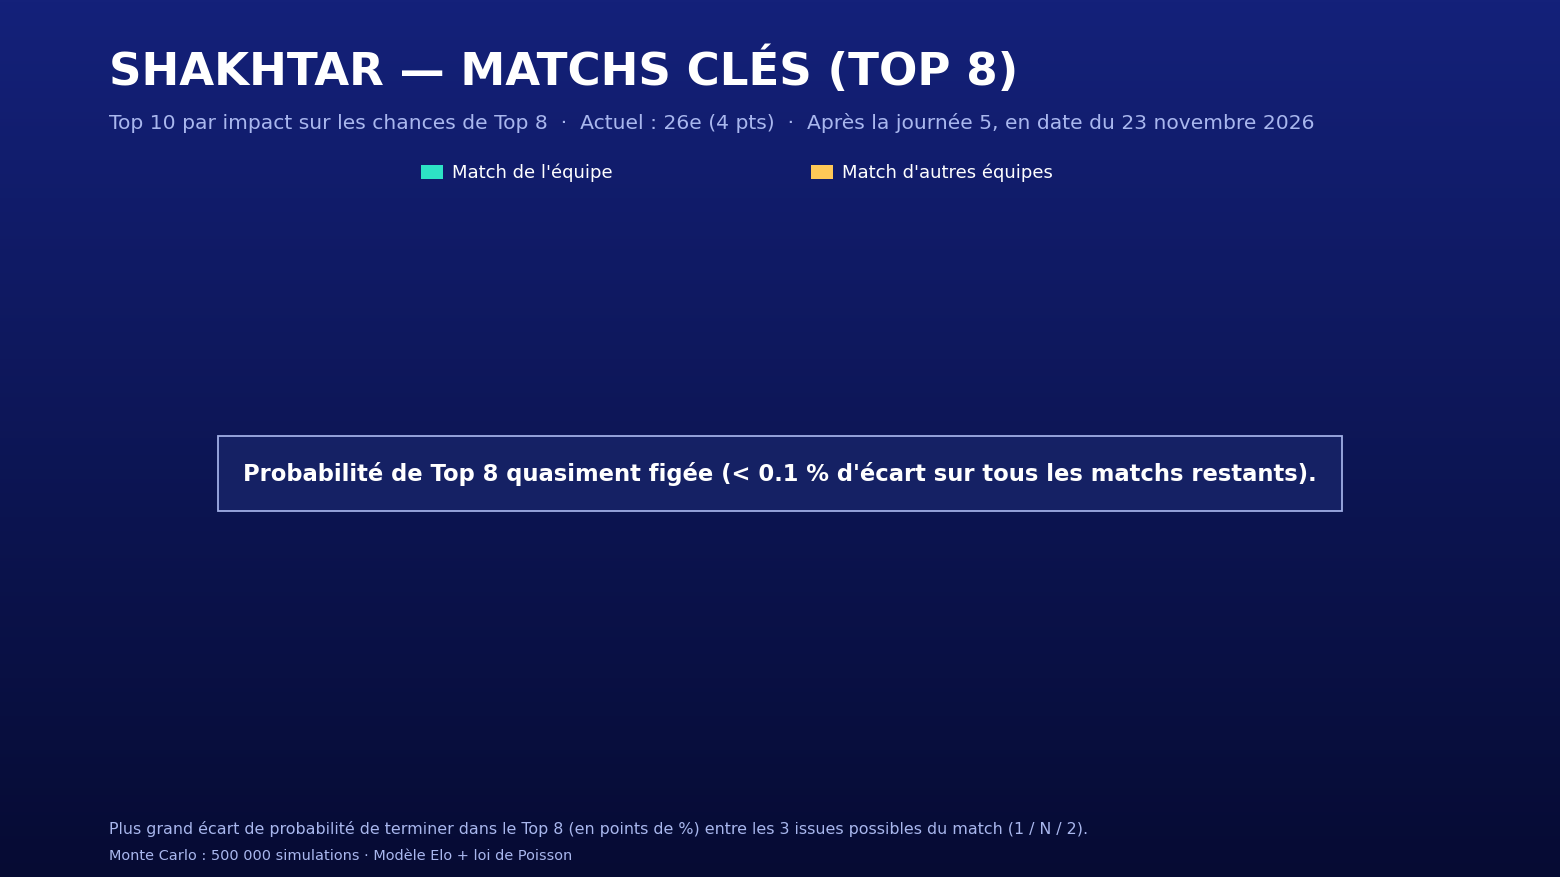 SHAKHTAR — MATCHS CLÉS (TOP 8)
Top 10 par impact sur les chances de Top 8 · Actuel : 26e (4 pts) · Après la journée 5, en date du 23 novembre 2026
Match de l'équipe
Match d'autres équipes
Probabilité de Top 8 quasiment figée (< 0.1 % d'écart sur tous les matchs restants).
Plus grand écart de probabilité de terminer dans le Top 8 (en points de %) entre les 3 issues possibles du match (1 / N / 2).
Monte Carlo : 500 000 simulations · Modèle Elo + loi de Poisson